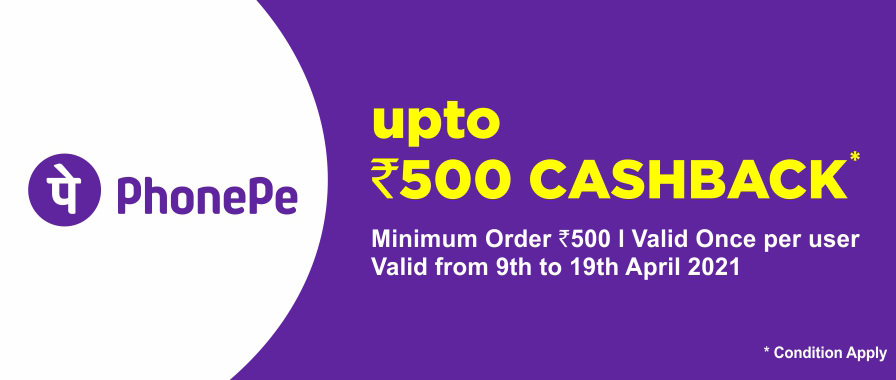 पे PhonePe
upto
₹500 CASHBACK*
Minimum Order ₹500 l Valid Once per user
Valid from 9th to 19th April 2021
* Condition Apply